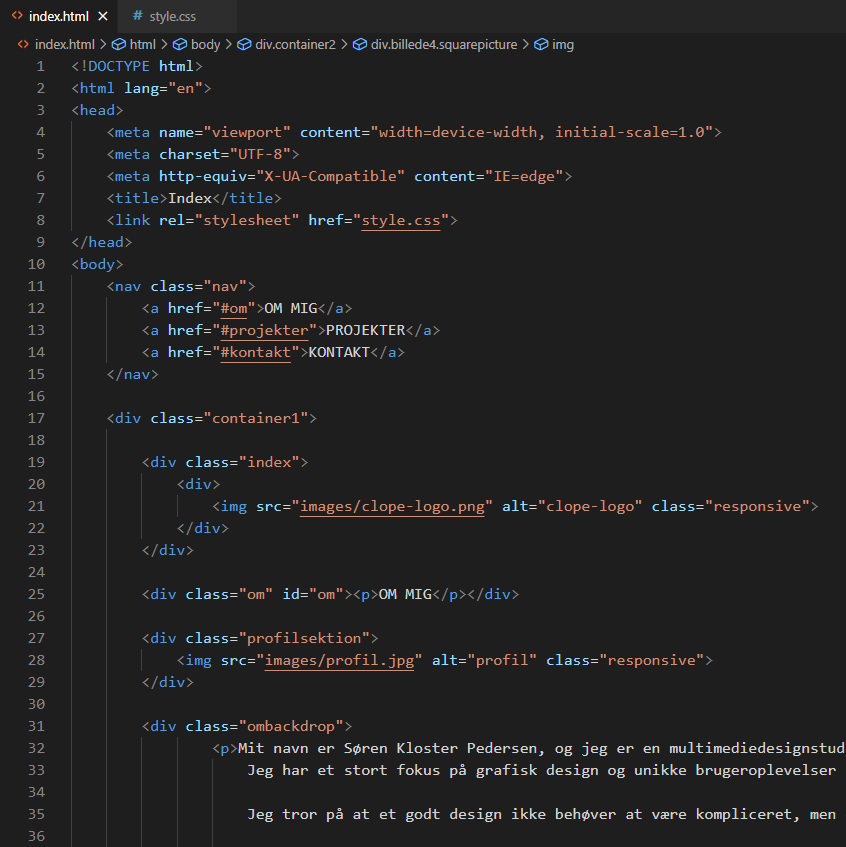 index.html
style.css
index.html > html > body > div.container2 > div.billede4.squarepicture > img
1 <!DOCTYPE html>
2 <html lang="en">
3 <head>
4 <meta name="viewport" content="width=device-width, initial-scale=1.0">
5 <meta charset="UTF-8">
6 <meta http-equiv="X-UA-Compatible" content="IE=edge">
7 <title>Index</title>
8 <link rel="stylesheet" href="style.css">
9 </head>
10 <body>
11 <nav class="nav">
12 <a href="#om">OM MIG</a>
13 <a href="#projekter">PROJEKTER</a>
14 <a href="#kontakt">KONTAKT</a>
15 </nav>
16
17 <div class="container1">
18
19 <div class="index">
20 <div>
21 <img src="images/clope-logo.png" alt="clope-logo" class="responsive">
22 </div>
23 </div>
24
25 <div class="om" id="om"><p>OM MIG</p></div>
26
27 <div class="profilsektion">
28 <img src="images/profil.jpg" alt="profil" class="responsive">
29 </div>
30
31 <div class="ombackdrop">
32 <p>Mit navn er Søren Kloster Pedersen, og jeg er en multimediedesignstud
33 Jeg har et stort fokus på grafisk design og unikke brugeroplevelser
34
35 Jeg tror på at et godt design ikke behøver at være kompliceret, men
36